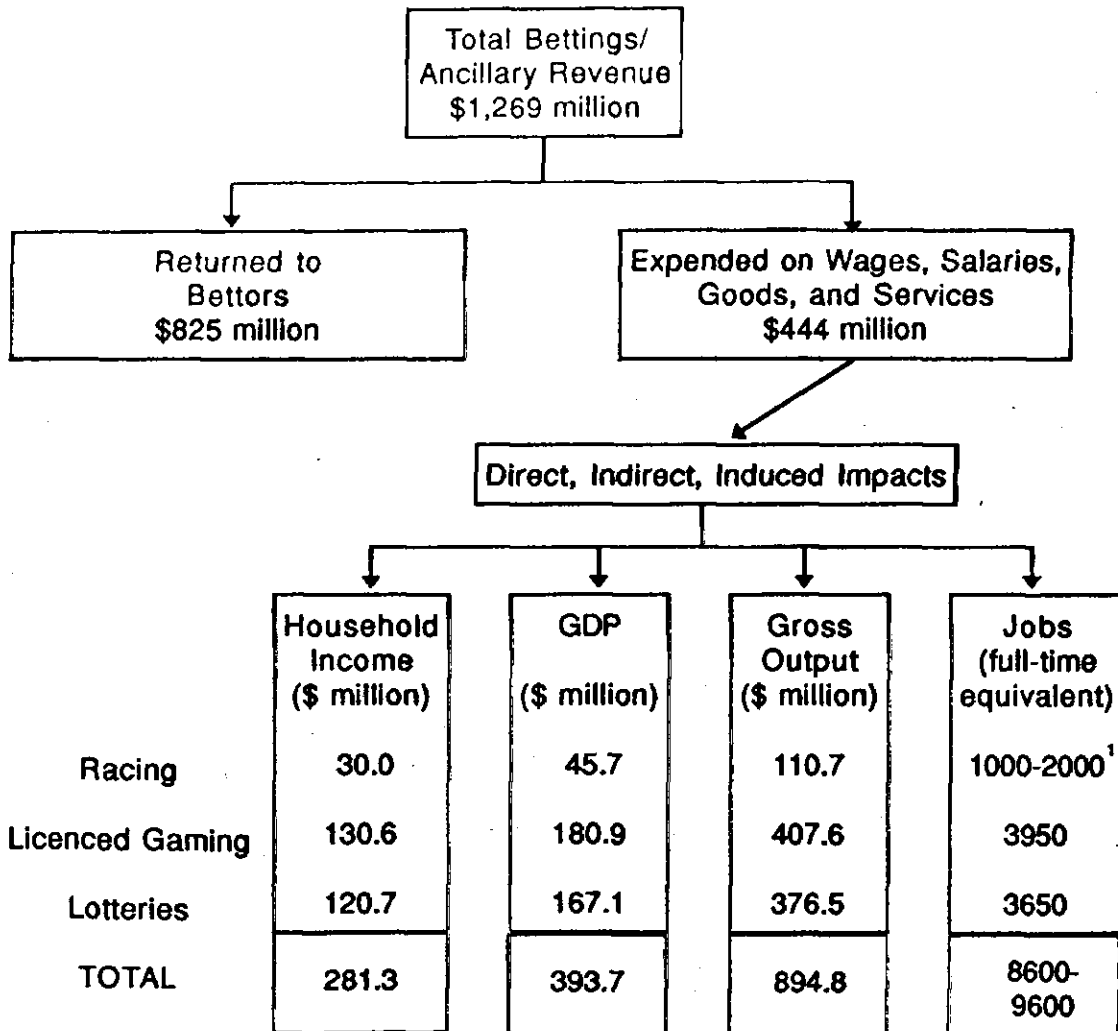 Total Bettings/
Ancillary Revenue
$1,269 million
Returned to
Bettors
$825 million
Expended on Wages, Salaries,
Goods, and Services
$444 million
Direct, Indirect, Induced Impacts
Household
Income
($ million)
GDP
($ million)
Gross
Output
($ million)
Jobs
(full-time
equivalent)
Racing 30.0 45.7 110.7 1000-2000¹
Licenced Gaming 130.6 180.9 407.6 3950
Lotteries 120.7 167.1 376.5 3650
TOTAL 281.3 393.7 894.8 8600-
9600